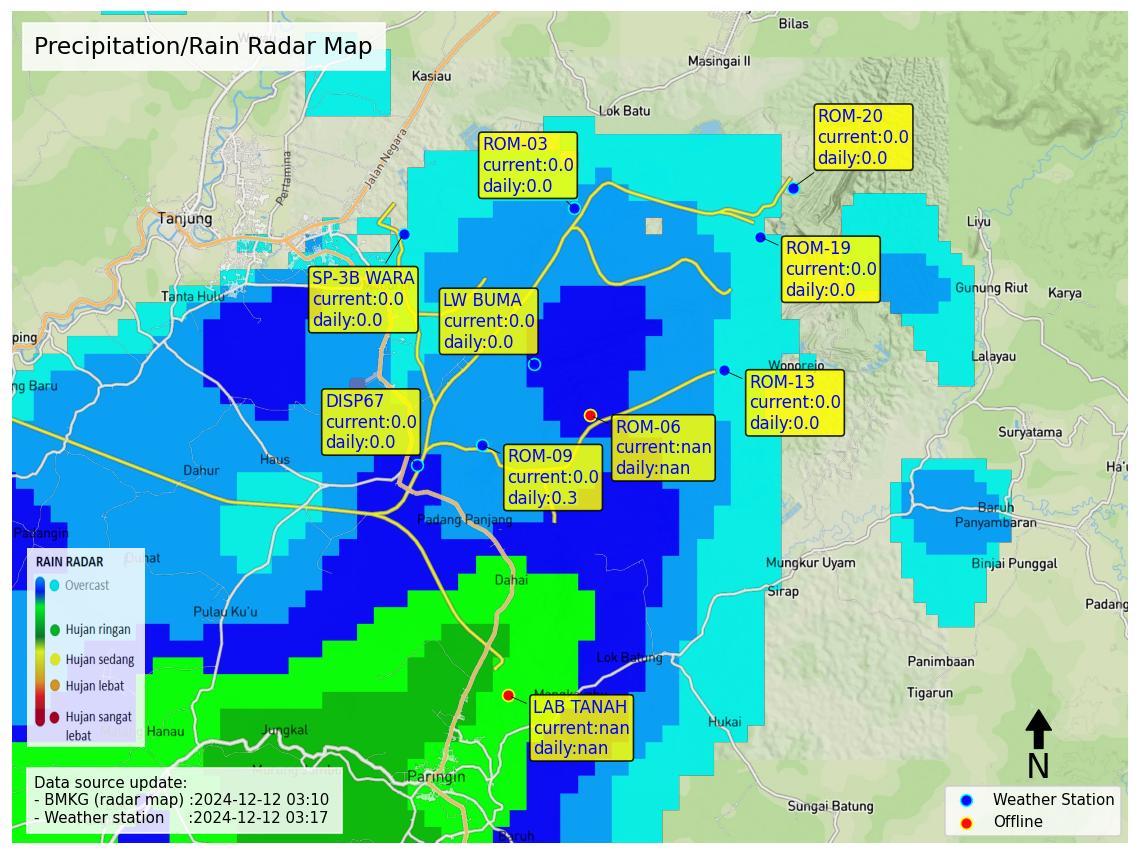 Precipitation/Rain Radar Map
Bilas
Masingai II
Kasiau
Lok Batu
Jalan Negara
Pertamina
Tanjung
ROM-20
current:0.0
daily:0.0
ROM-03
current:0.0
daily:0.0
Liyu
ROM-19
current:0.0
daily:0.0
SP-3B WARA
current:0.0
daily:0.0
LW BUMA
current:0.0
daily:0.0
Tanta Hulu
Gunung Riut
Karya
ping
Lalayau
Wonorejo
ng Baru
ROM-13
current:0.0
daily:0.0
DISP67
current:0.0
daily:0.0
ROM-06
current:nan
daily:nan
Suryatama
ROM-09
current:0.0
daily:0.3
Haus
Dahur
Ha'u
Padang Panjang
Baruh
Panyambaran
Padangin
Mungkur Uyam
Binjai Punggal
Dahai
Sirap
Padang
Pulau Ku'u
RAIN RADAR
Overcast
Hujan ringan
Hujan sedang
Hujan lebat
Hujan sangat
lebat
Lok Batung
Panimbaan
Tigarun
LAB TANAH
current:nan
daily:nan
Hukai
Hanau
Jungkal
Paringin
Sungai Batung
Baruh
N
Data source update:
- BMKG (radar map) :2024-12-12 03:10
- Weather station :2024-12-12 03:17
Weather Station
Offline